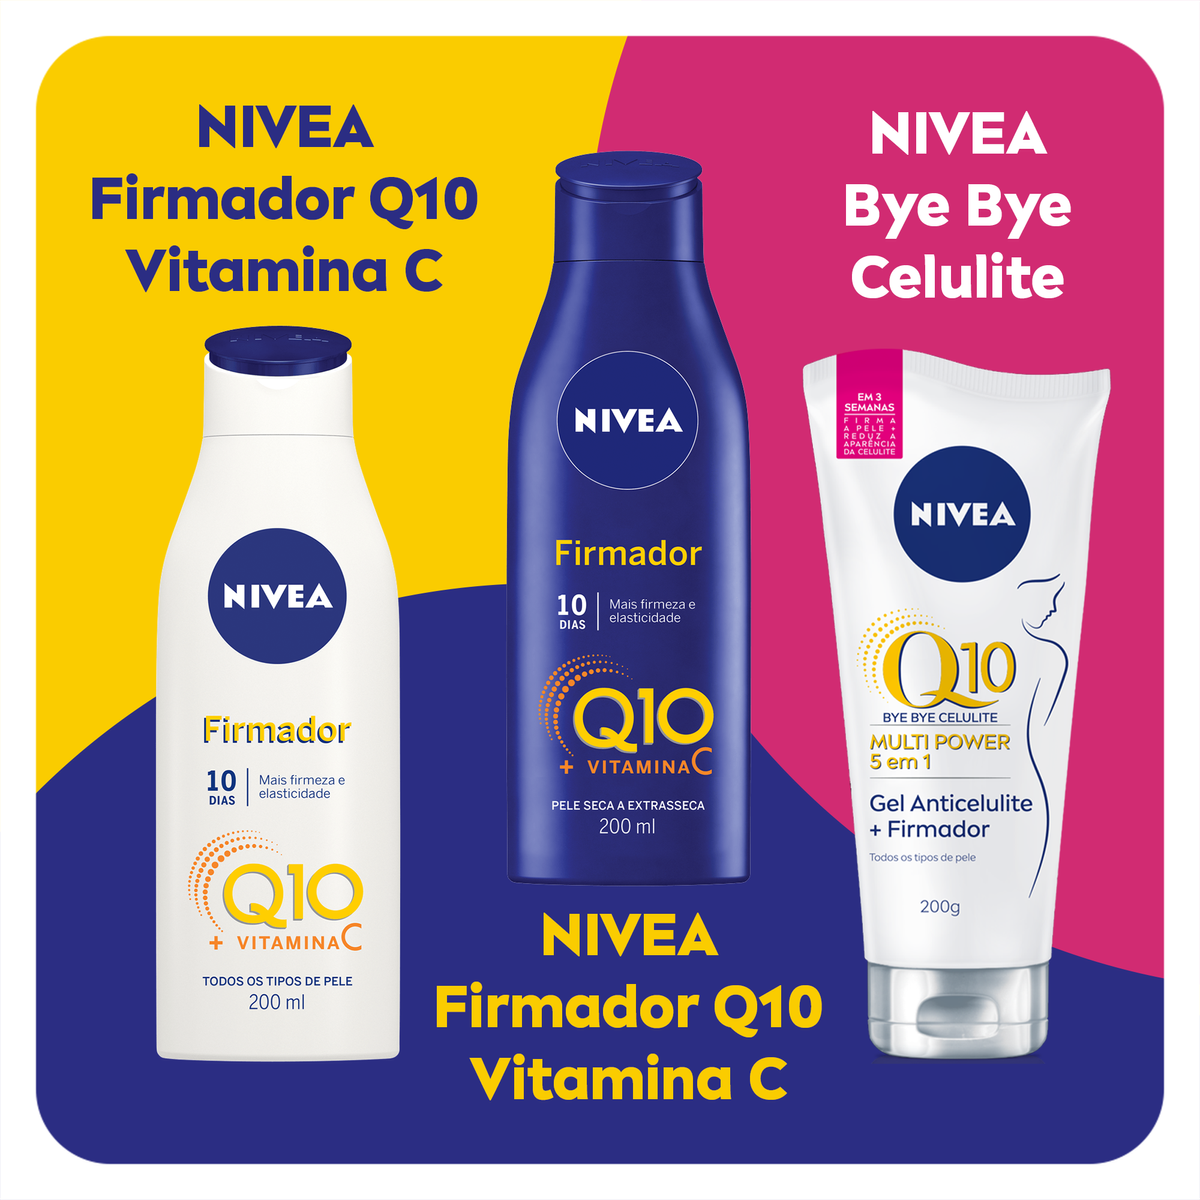 NIVEA
Firmador Q10
Vitamina C
NIVEA
Firmador
10
DIAS
Mais firmeza e
elasticidade
Q10
+ VITAMINA C
TODOS OS TIPOS DE PELE
200 ml
NIVEA
Firmador
10
DIAS
Mais firmeza e
elasticidade
Q10
+ VITAMINA C
PELE SECA A EXTRASSECA
200 ml
NIVEA
Firmador Q10
Vitamina C
NIVEA
Bye Bye
Celulite
EM 3
SEMANAS
FIRMA
A PELE +
REDUZ A
APARÊNCIA
DA CELULITE
NIVEA
Q10
BYE BYE CELULITE
MULTI POWER
5 em 1
Gel Anticelulite
+ Firmador
Todos os tipos de pele
200g